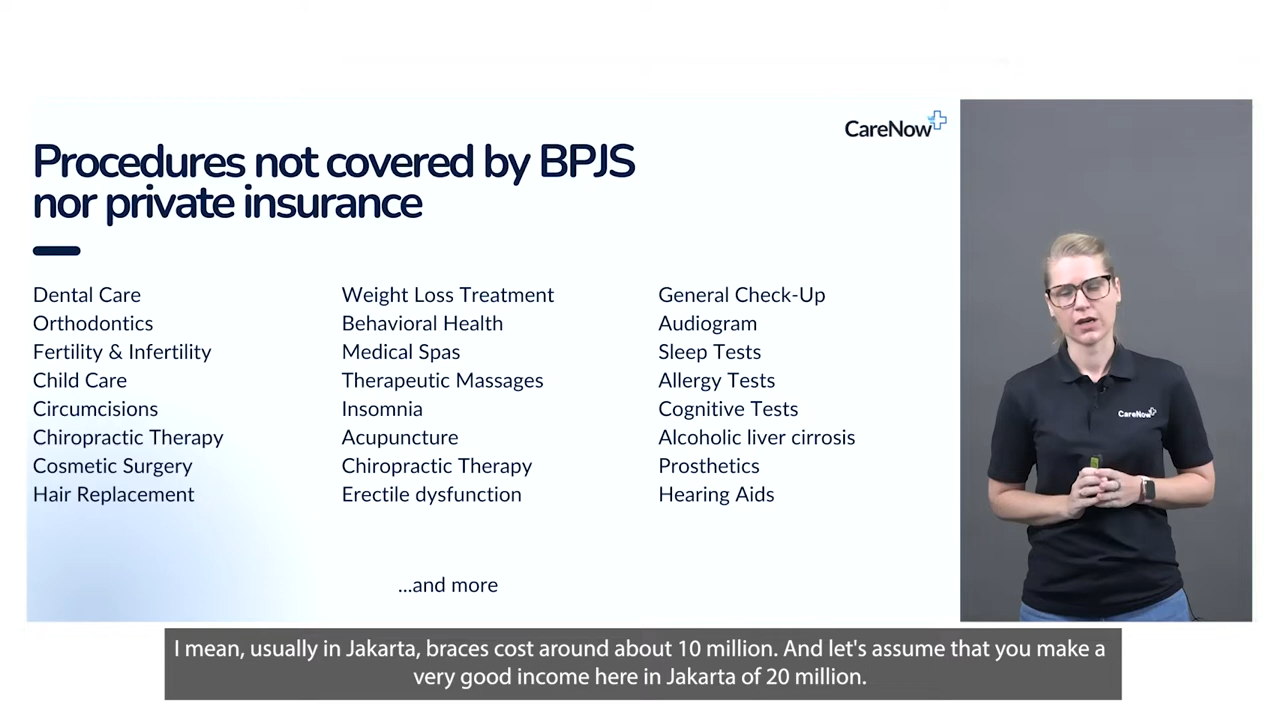 CareNow
Procedures not covered by BPJS
nor private insurance
Dental Care
Orthodontics
Fertility & Infertility
Child Care
Circumcisions
Chiropractic Therapy
Cosmetic Surgery
Hair Replacement
Weight Loss Treatment
Behavioral Health
Medical Spas
Therapeutic Massages
Insomnia
Acupuncture
Chiropractic Therapy
Erectile dysfunction
General Check-Up
Audiogram
Sleep Tests
Allergy Tests
Cognitive Tests
Alcoholic liver cirrosis
Prosthetics
Hearing Aids
...and more
CareNow
I mean, usually in Jakarta, braces cost around about 10 million. And let's assume that you make a
very good income here in Jakarta of 20 million.